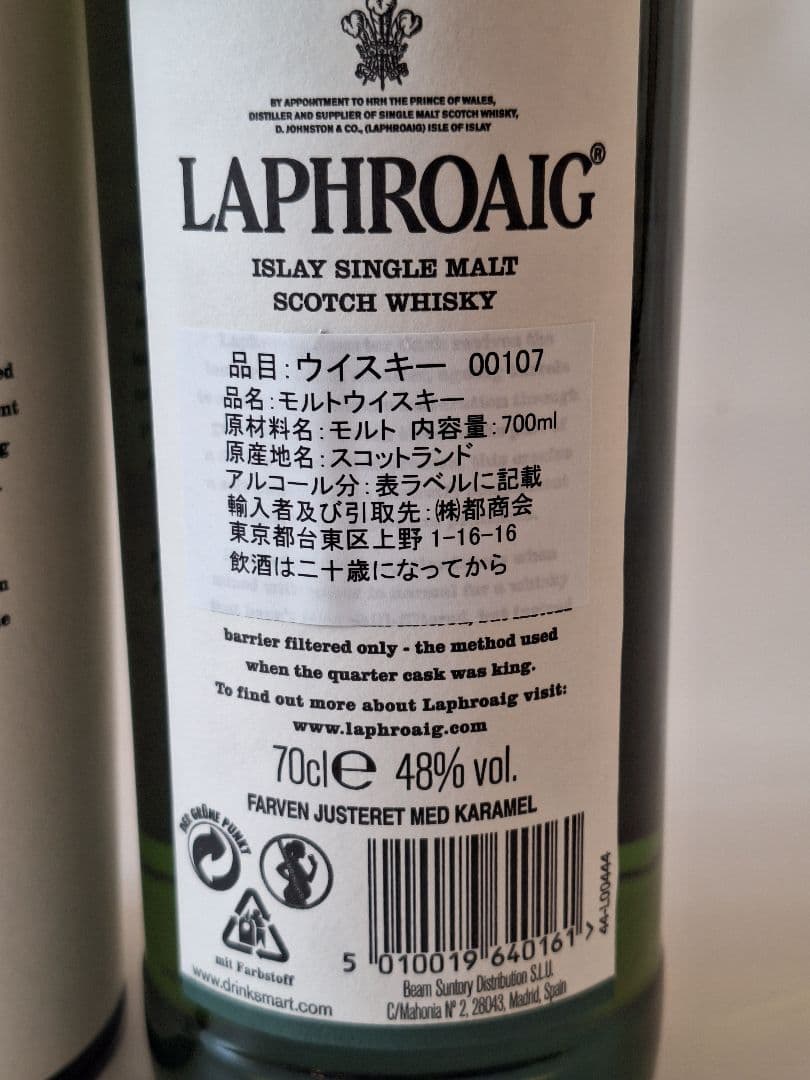 BY APPOINTMENT TO HRH THE PRINCE OF WALES,
DISTILLER AND SUPPLIER OF SINGLE MALT SCOTCH WHISKY,
D. JOHNSTON & CO., (LAPHROAIG) ISLE OF ISLAY
LAPHROAIG®
ISLAY SINGLE MALT
SCOTCH WHISKY
品目:ウイスキー 00107
品名:モルトウイスキー
原材料名:モルト 内容量:700ml
原産地名:スコットランド
アルコール分:表ラベルに記載
輸入者及び引取先:㈱都商会
東京都台東区上野 1-16-16
飲酒は二十歳になってから
barrier filtered only - the method used
when the quarter cask was king.
To find out more about Laphroaig visit:
www.laphroaig.com
70cl e 48% vol.
FARVEN JUSTERET MED KARAMEL
DER GRÜNE PUNKT
mit Farbstoff
www.drinksmart.com
5 010019 640161 >
44-L00444
Beam Suntory Distribution S.L.U.
C/Mahonia Nº 2, 28043, Madrid, Spain